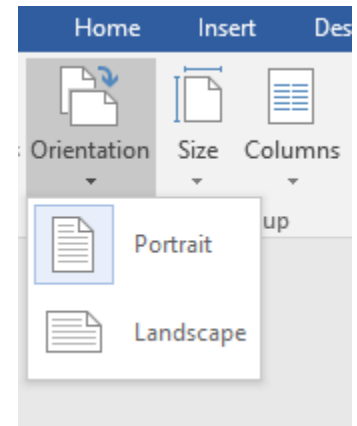 Home Insert Des
Orientation Size Columns
up
Portrait
Landscape